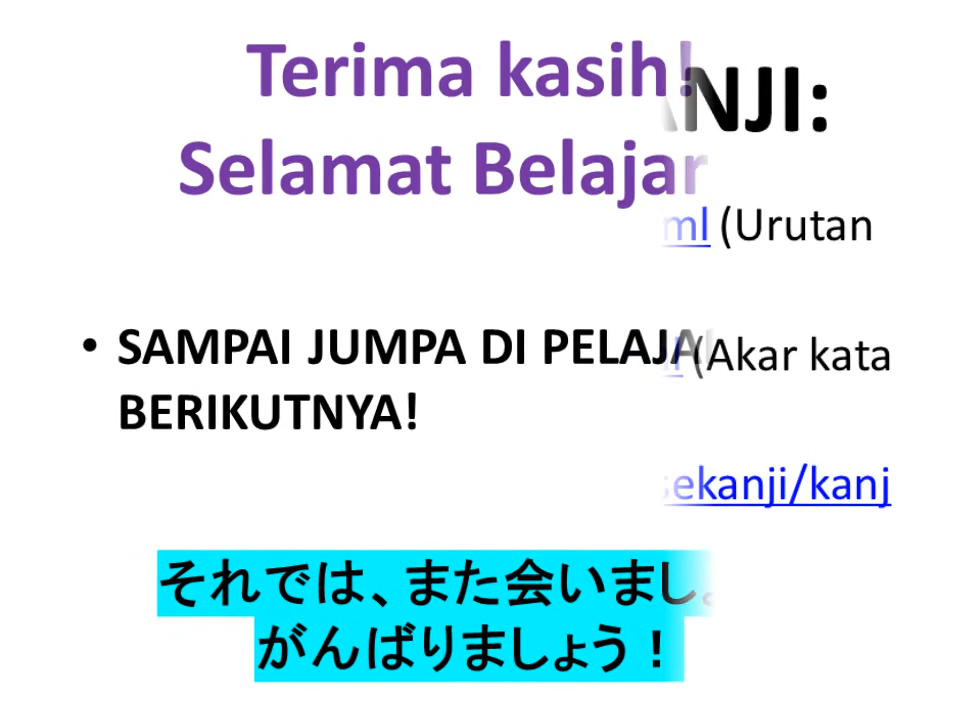 Terima kasih!
ANJI:
Selamat Belajar
ml (Urutan
• SAMPAI JUMPA DI PELAJA
(Akar kata
BERIKUTNYA!
sekanji/kanj
それでは、また会いまし
がんばりましょう！